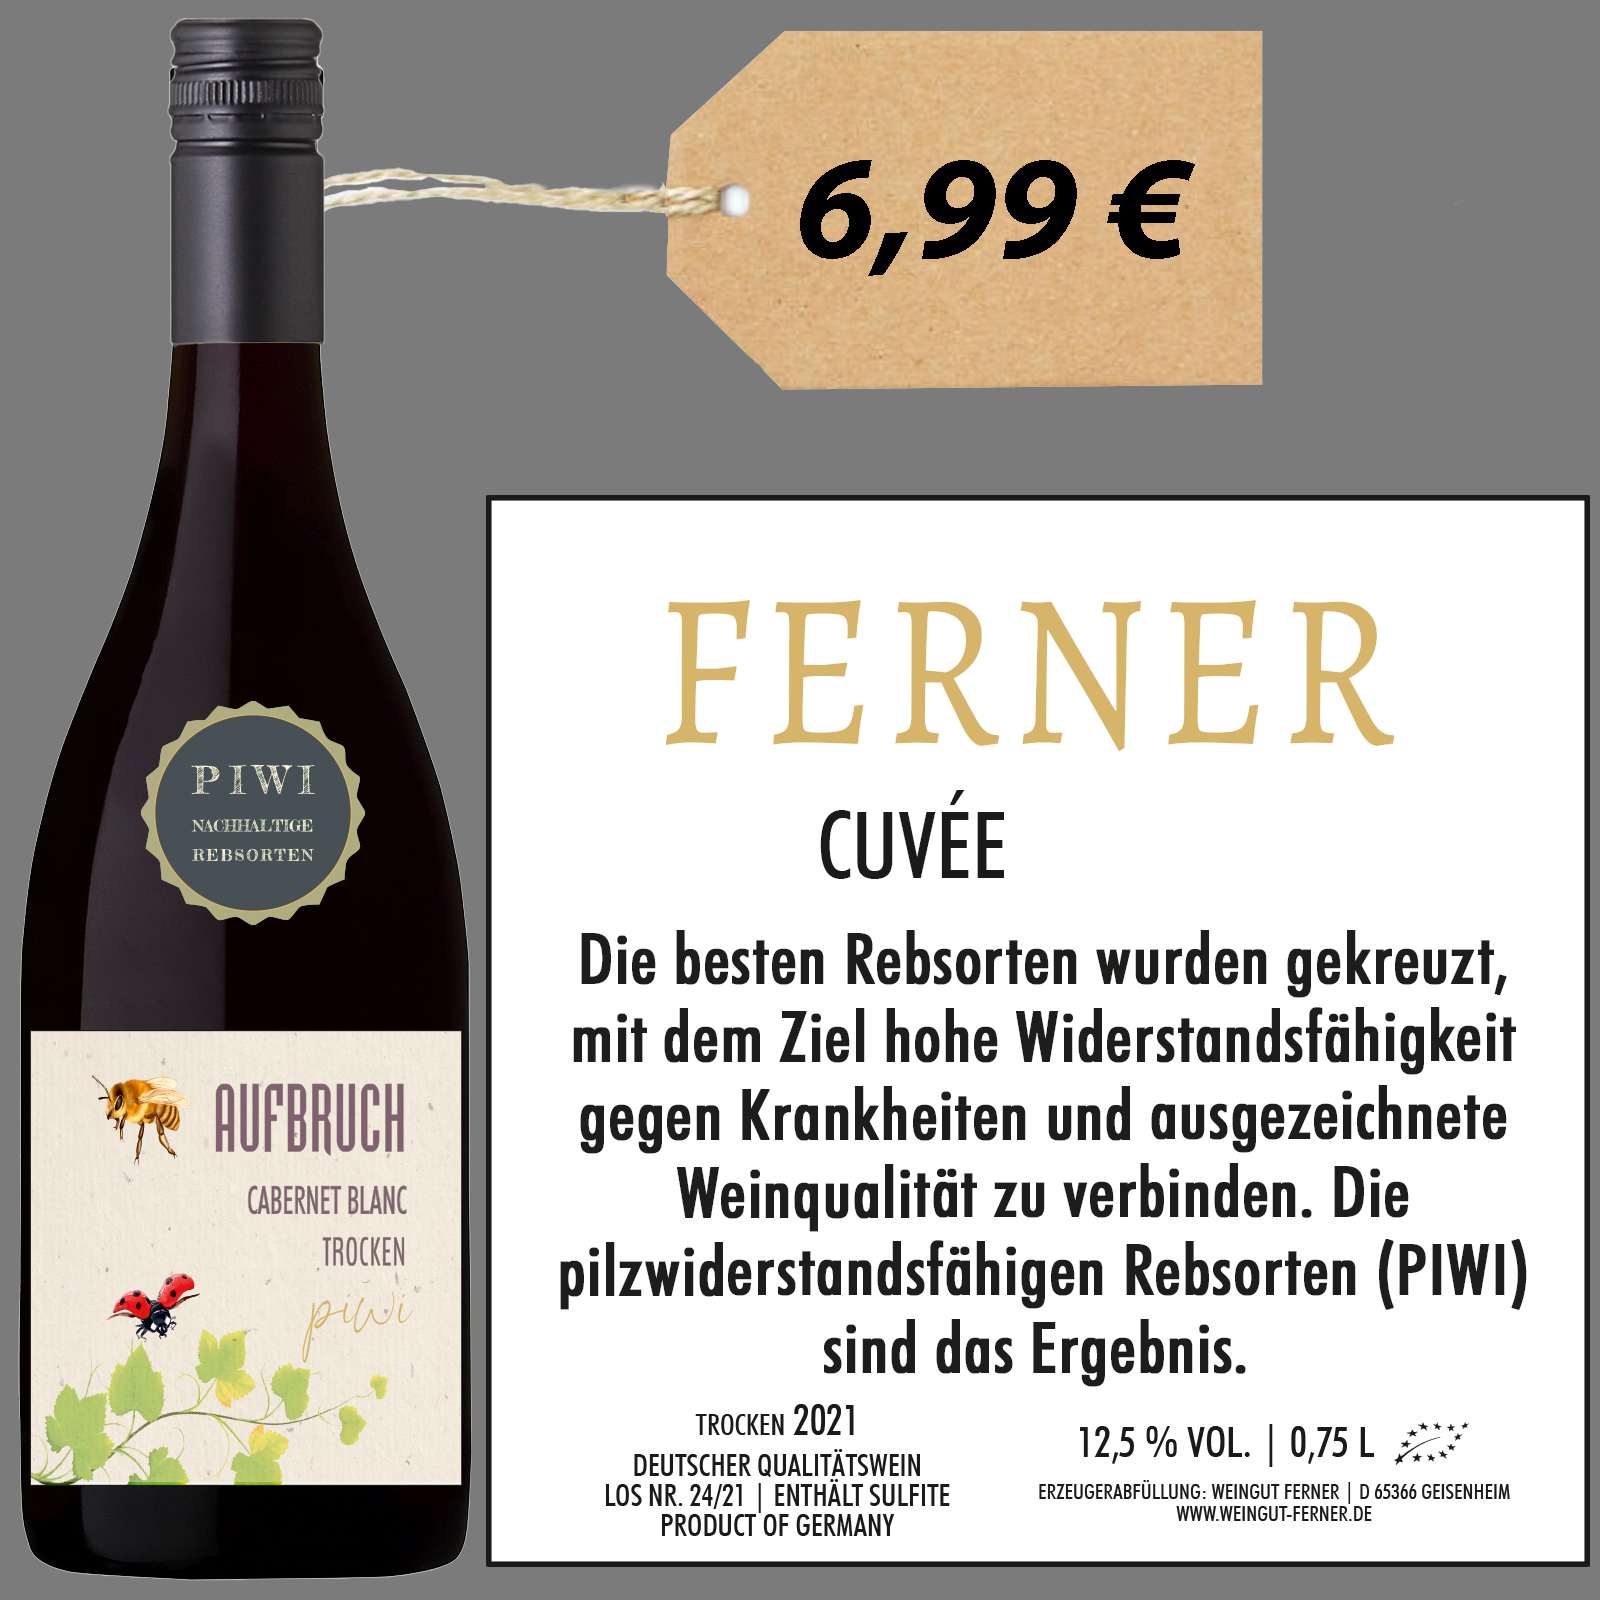 6,99 €
PIWI
NACHHALTIGE
REBSORTEN
AUFBRUCH
CABERNET BLANC
TROCKEN
piwi
FERNER
CUVÉE
Die besten Rebsorten wurden gekreuzt,
mit dem Ziel hohe Widerstandsfähigkeit
gegen Krankheiten und ausgezeichnete
Weinqualität zu verbinden. Die
pilzwiderstandsfähigen Rebsorten (PIWI)
sind das Ergebnis.
TROCKEN 2021
DEUTSCHER QUALITÄTSWEIN
LOS NR. 24/21 | ENTHÄLT SULFITE
PRODUCT OF GERMANY
12,5 % VOL. | 0,75 L
ERZEUGERABFÜLLUNG: WEINGUT FERNER | D 65366 GEISENHEIM
WWW.WEINGUT-FERNER.DE